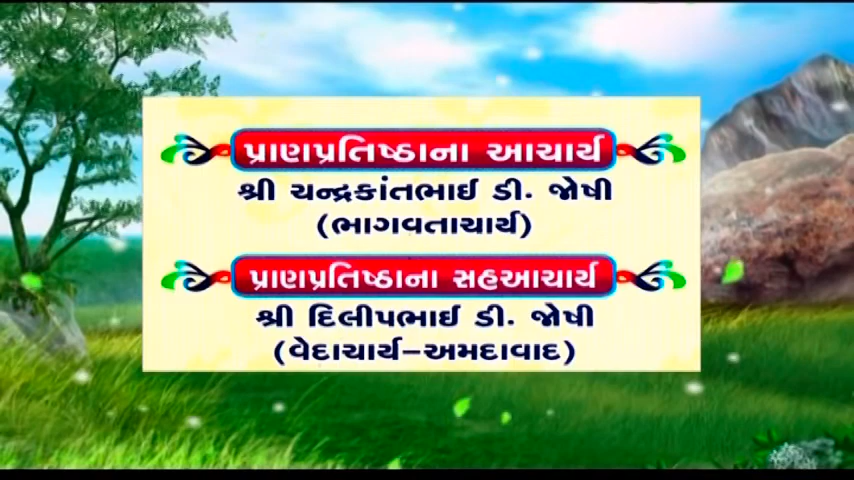 પ્રાણપ્રતિષ્ઠાના આચાર્ય
શ્રી ચન્દ્રકાંતભાઈ ડી. જોષી
(ભાગવતાચાર્ય)
પ્રાણપ્રતિષ્ઠાના સહઆચાર્ય
શ્રી દિલીપભાઈ ડી. જોષી
(વેદાચાર્ય–અમદાવાદ)